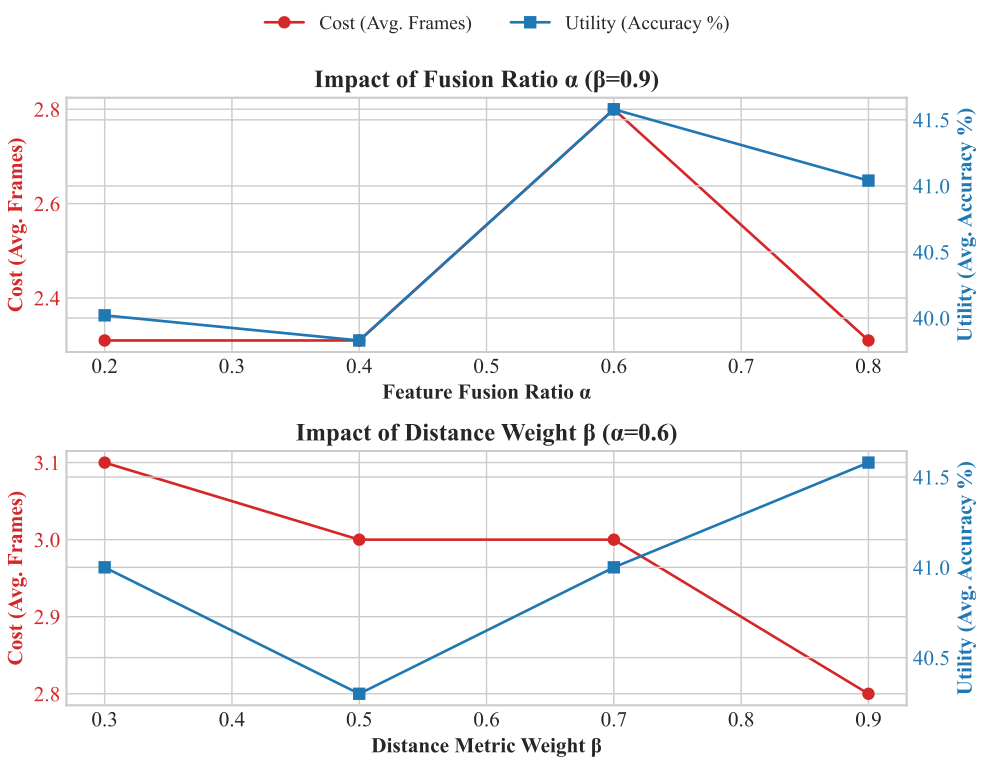 Cost (Avg. Frames) Utility (Accuracy %)
Impact of Fusion Ratio α (β=0.9)
Cost (Avg. Frames)
2.8
2.6
2.4
41.5
41.0
40.5
40.0
Utility (Avg. Accuracy %)
0.2 0.3 0.4 0.5 0.6 0.7 0.8
Feature Fusion Ratio α
Impact of Distance Weight β (α=0.6)
Cost (Avg. Frames)
3.1
3.0
2.9
2.8
41.5
41.0
40.5
Utility (Avg. Accuracy %)
0.3 0.4 0.5 0.6 0.7 0.8 0.9
Distance Metric Weight β